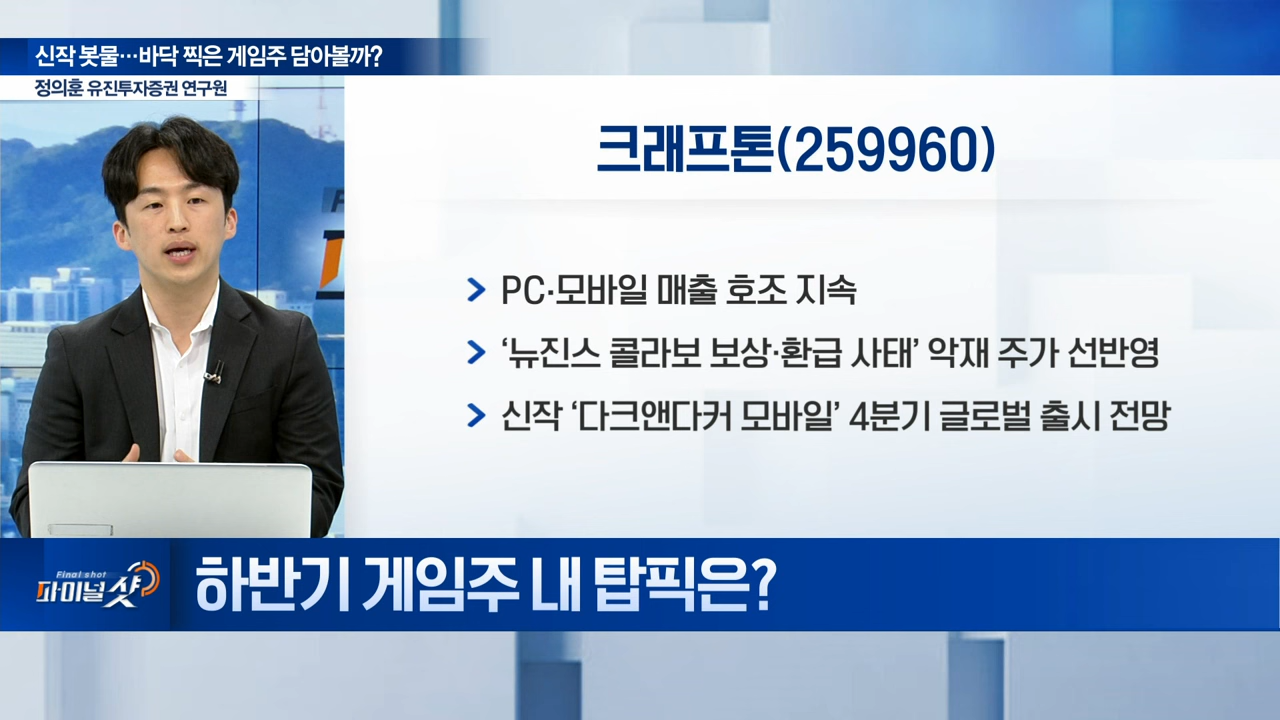 신작 봇물…바닥 찍은 게임주 담아볼까?
정의훈 유진투자증권 연구원
크래프톤(259960)
PC·모바일 매출 호조 지속
‘뉴진스 콜라보 보상·환급 사태’ 악재 주가 선반영
신작 ‘다크앤다커 모바일’ 4분기 글로벌 출시 전망
Final shot
파이널샷
하반기 게임주 내 탑픽은?